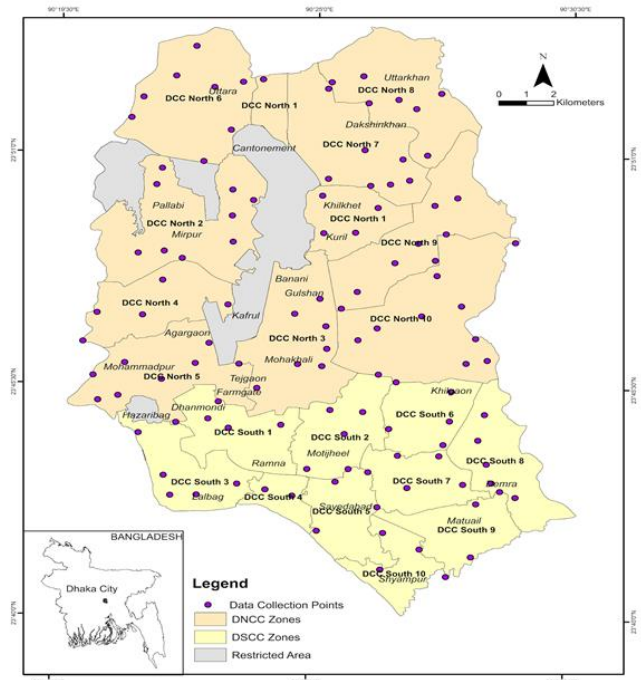 90°19'30"E
90°25'0"E
90°30'30"E
N
0 1 2
Kilometers
Uttarkhan
DCC North 8
DCC North 6
Uttara
DCC North 1
Dakshinkhan
DCC North 7
Cantonement
Pallabi
DCC North 2
Mirpur
Khilkhet
DCC North 1
Kuril
DCC North 9
Banani
Gulshan
DCC North 4
Kafrul
DCC North 10
Agargaon
DCC North 3
Mohakhali
Mohammadpur
DCC North 5
Tejgaon
Farmgate
Khilgaon
Hazaribag
Dhanmondi
DCC South 6
DCC South 1
DCC South 2
Motijheel
Ramna
DCC South 8
DCC South 3
DCC South 7
Demra
Lalbag
DCC South 4
Sayedabad
DCC South 5
Matuail
DCC South 9
DCC South 10
Shyampur
BANGLADESH
Dhaka City
Legend
Data Collection Points
DNCC Zones
DSCC Zones
Restricted Area